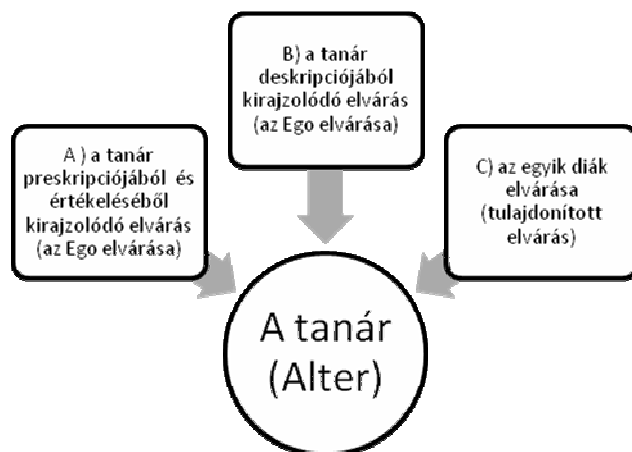 A ) a tanár
preskripciójából és
értékeléséből
kirajzolódó elvárás
(az Ego elvárása)
B) a tanár
deskripciójából
kirajzolódó elvárás
(az Ego elvárása)
C) az egyik diák
elvárása
(tulajdonított
elvárás)
A tanár
(Alter)